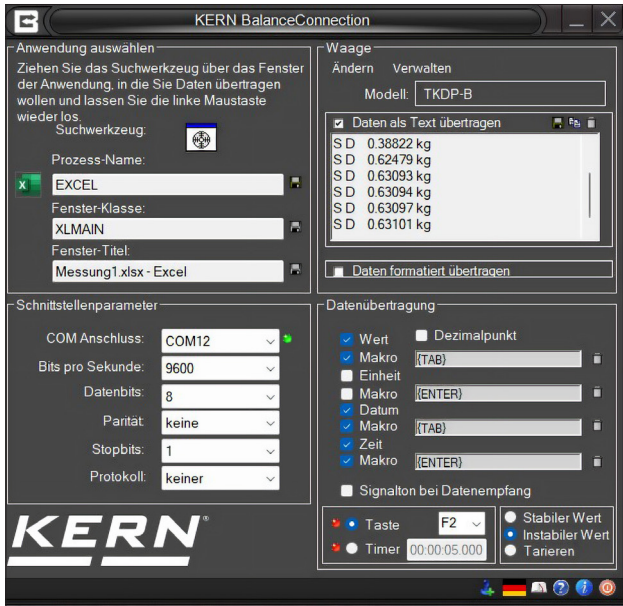 KERN BalanceConnection
Anwendung auswählen
Ziehen Sie das Suchwerkzeug über das Fenster
der Anwendung, in die Sie Daten übertragen
wollen und lassen Sie die linke Maustaste
wieder los.
Suchwerkzeug:
Prozess-Name:
EXCEL
Fenster-Klasse:
XLMAIN
Fenster-Titel:
Messung1.xlsx - Excel
Waage
Ändern Verwalten
Modell: TKDP-B
Daten als Text übertragen
S D 0.38822 kg
S D 0.62479 kg
S D 0.63093 kg
S D 0.63094 kg
S D 0.63097 kg
S D 0.63101 kg
Daten formatiert übertragen
Schnittstellenparameter
COM Anschluss: COM12
Bits pro Sekunde: 9600
Datenbits: 8
Parität: keine
Stopbits: 1
Protokoll: keiner
KERN®
Datenübertragung
Wert Dezimalpunkt
Makro {TAB}
Einheit
Makro {ENTER}
Datum
Makro {TAB}
Zeit
Makro {ENTER}
Signalton bei Datenempfang
Taste F2
Timer 00:00:05.000
Stabiler Wert
Instabiler Wert
Tarieren